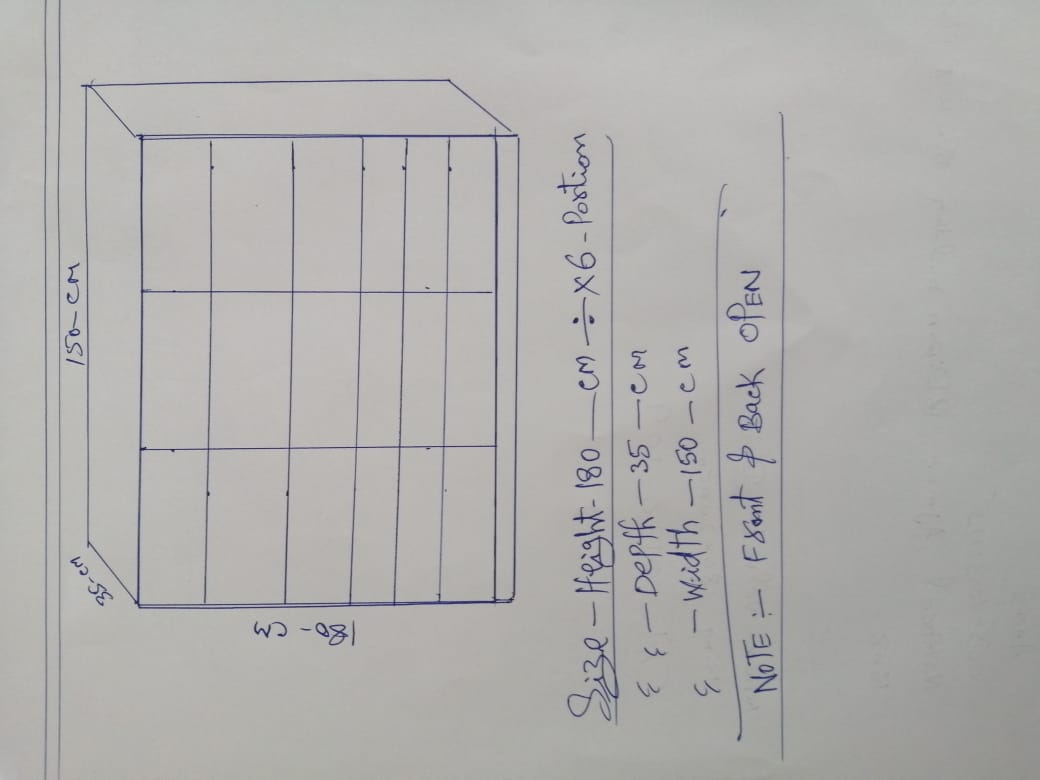 150-cm
35-cm
180-cm
Size - Height-180 — cm ÷ x6-Portion
" - Depth - 35 - cm
" - Width - 150 - cm
NOTE :- Front & Back OPEN